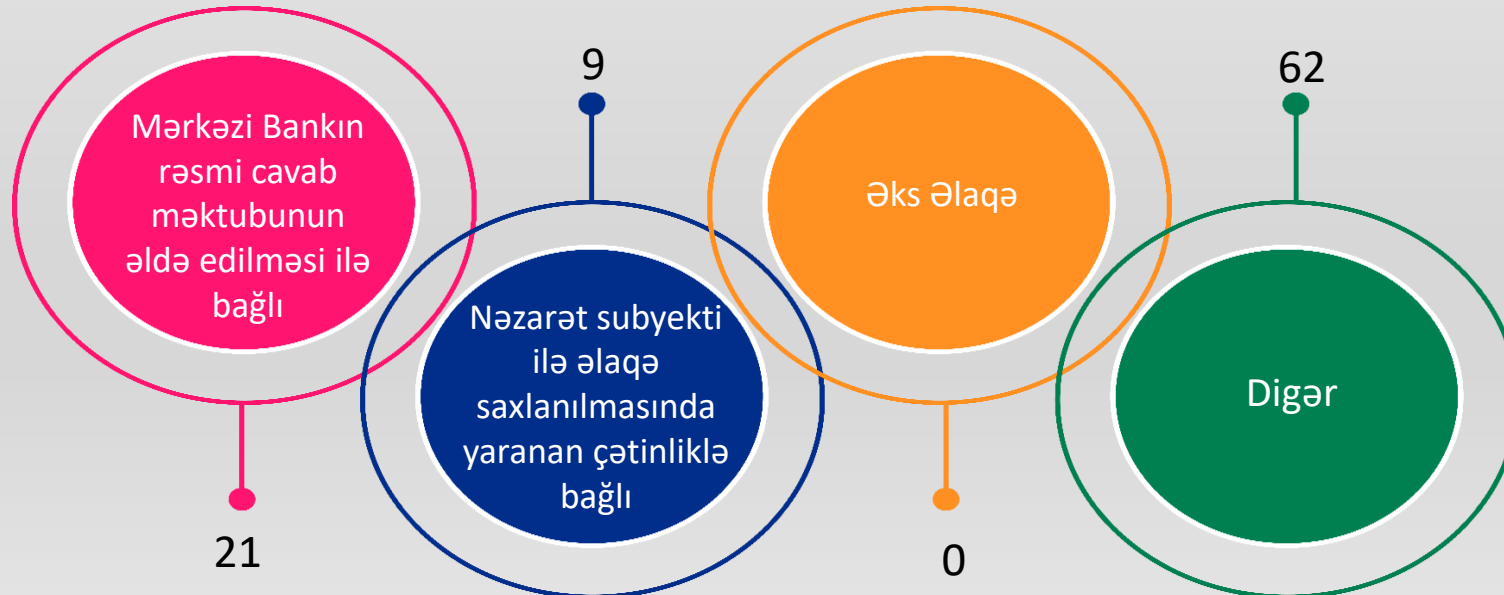 Mərkəzi Bankın
rəsmi cavab
məktubunun
əldə edilməsi ilə
bağlı
21
9
Nəzarət subyekti
ilə əlaqə
saxlanılmasında
yaranan çətinliklə
bağlı
Əks Əlaqə
0
62
Digər